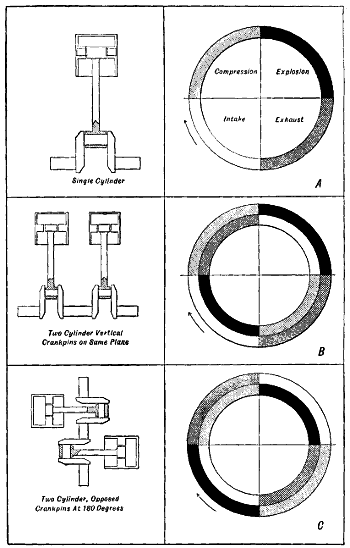 Compression Explosion
Intake Exhaust
Single Cylinder
A
Two Cylinder Vertical
Crankpins on Same Plane
B
Two Cylinder, Opposed
Crankpins At 180 Degrees
C